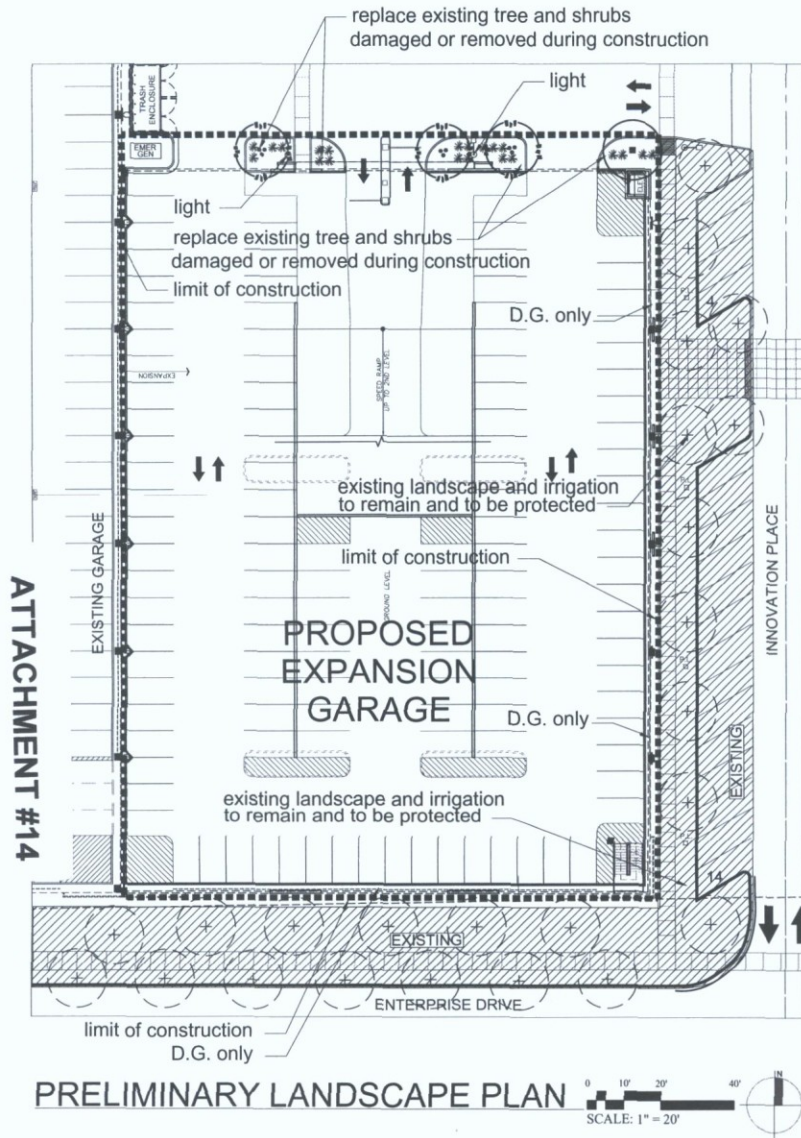 replace existing tree and shrubs
damaged or removed during construction
light
TRASH
ENCLOSURE
EMER
GEN
light
replace existing tree and shrubs
damaged or removed during construction
limit of construction
D.G. only
4
EXPANSION
SPEED RAMP
UP TO 2ND LEVEL
existing landscape and irrigation
to remain and to be protected
limit of construction
EXISTING GARAGE
INNOVATION PLACE
GROUND LEVEL
PROPOSED
EXPANSION
GARAGE
D.G. only
EXISTING
ATTACHMENT #14
existing landscape and irrigation
to remain and to be protected
14
EXISTING
ENTERPRISE DRIVE
limit of construction
D.G. only
PRELIMINARY LANDSCAPE PLAN
0 10' 20' 40'
SCALE: 1" = 20'
N